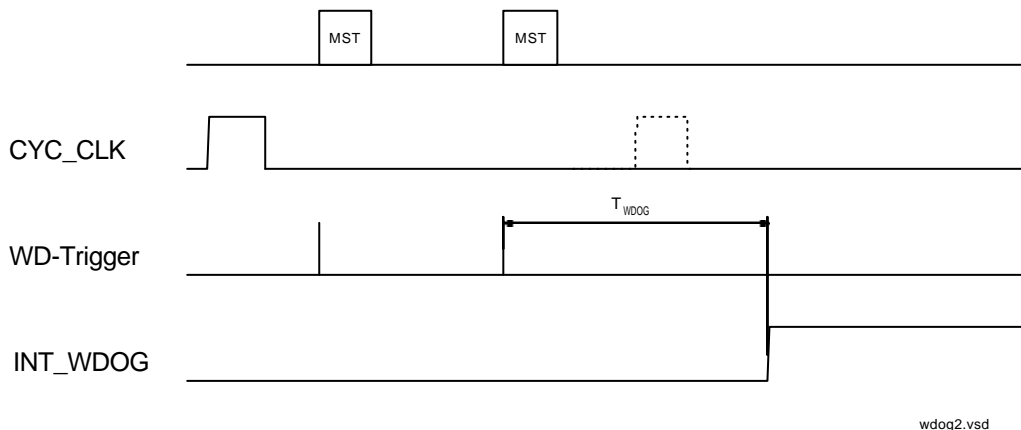 MST MST
CYC_CLK
T WDOG
WD-Trigger
INT_WDOG
wdog2.vsd